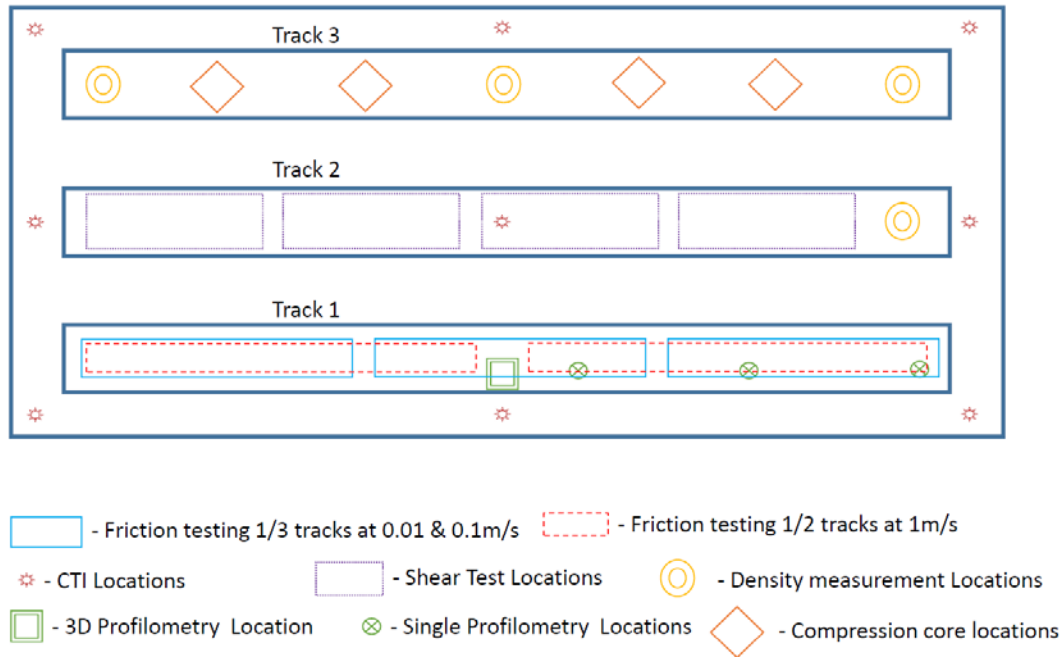 Track 3
Track 2
Track 1
- Friction testing 1/3 tracks at 0.01 & 0.1m/s
- Friction testing 1/2 tracks at 1m/s
- CTI Locations
- Shear Test Locations
- Density measurement Locations
- 3D Profilometry Location
- Single Profilometry Locations
- Compression core locations